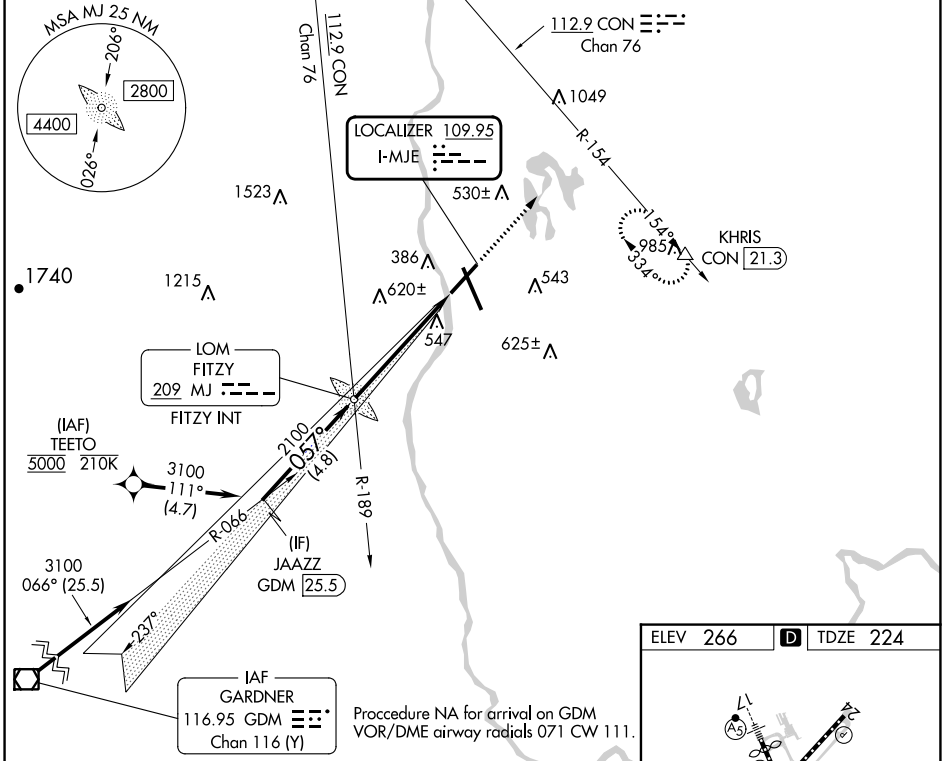 MSA MJ 25 NM
206°
2800
4400
026°
112.9 CON
Chan 76
112.9 CON
Chan 76
1049
R-154
LOCALIZER 109.95
I-MJE
530±
1523
154°
985
334°
KHRIS
CON 21.3
386
1740
1215
620±
543
547
625±
LOM
FITZY
209 MJ
FITZY INT
(IAF)
TEETO
5000 210K
2100
057°
(4.8)
3100
111°
(4.7)
R-189
R-066
(IF)
JAAZZ
GDM 25.5
3100
066° (25.5)
237°
IAF
GARDNER
116.95 GDM
Chan 116 (Y)
Proccedure NA for arrival on GDM
VOR/DME airway radials 071 CW 111.
ELEV 266 D TDZE 224
17
24
A5
P